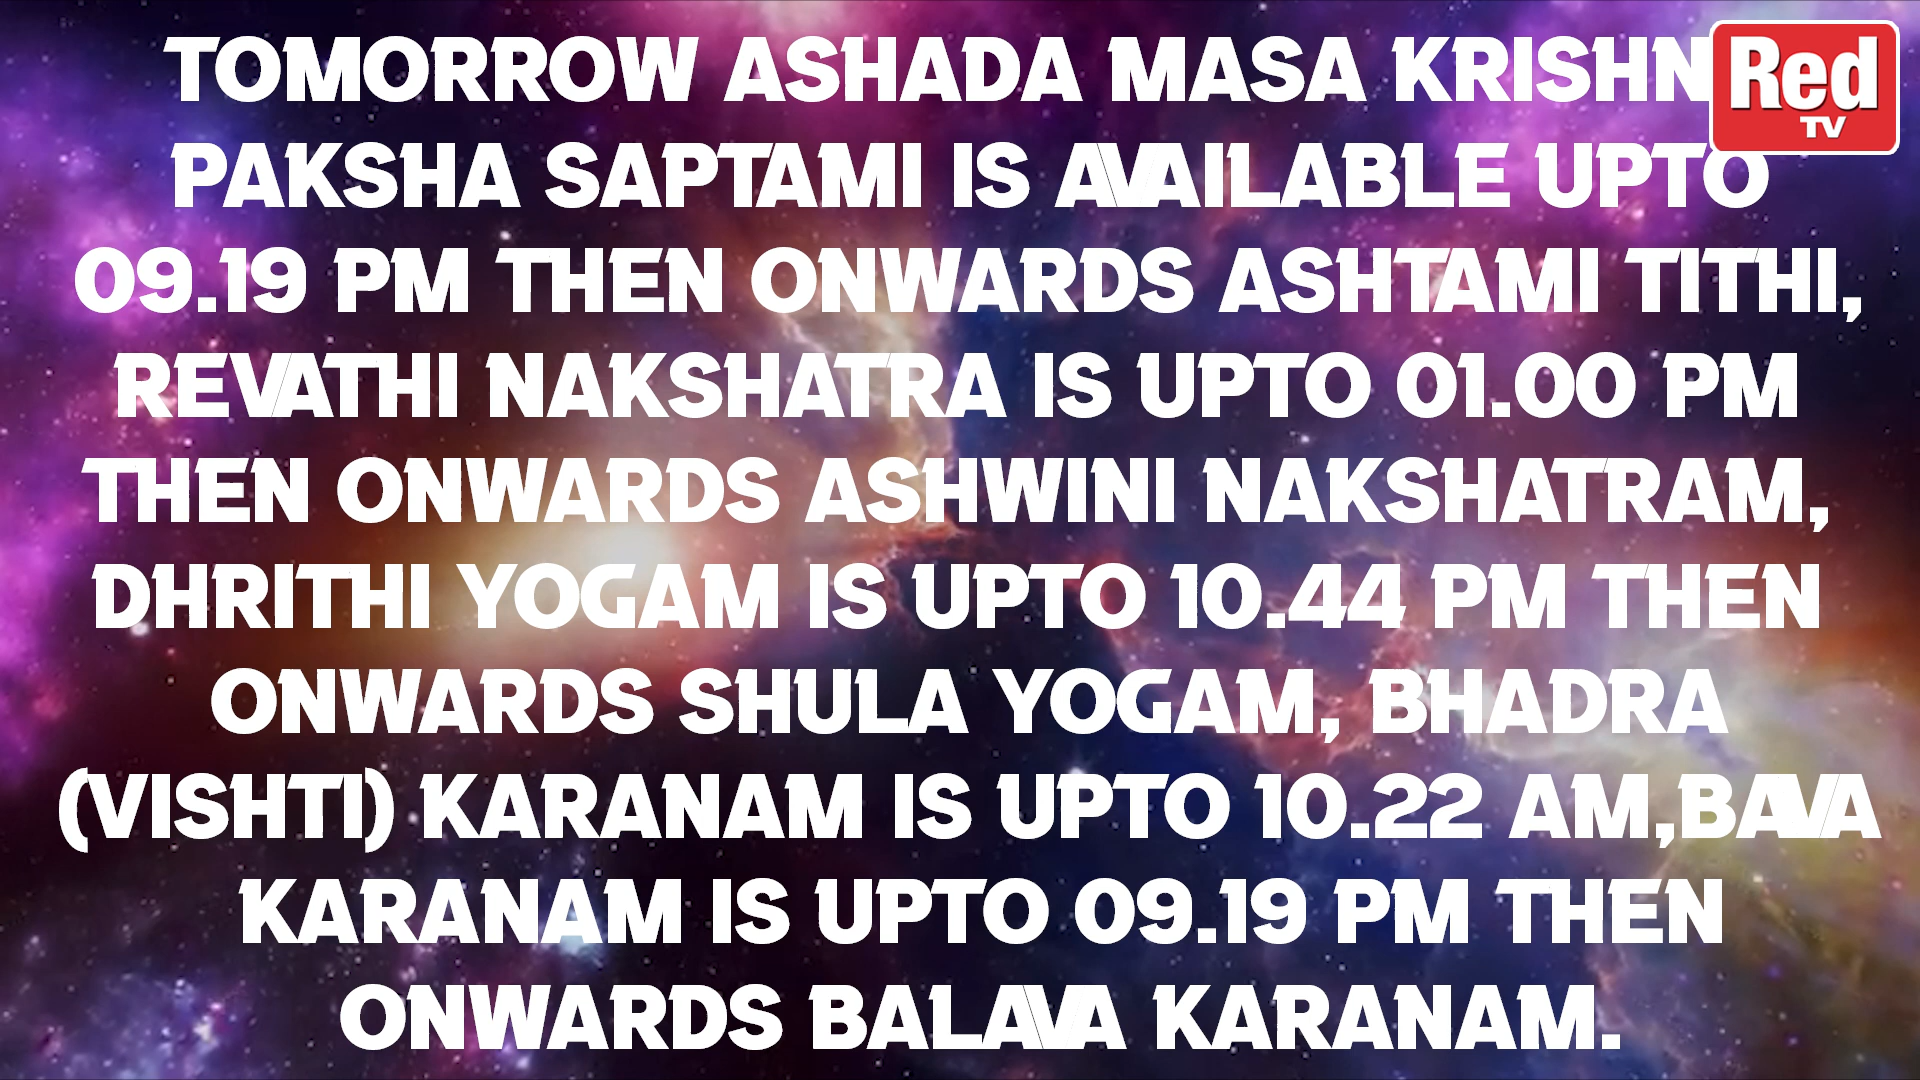 TOMORROW ASHADA MASA KRISHN
Red
TV
PAKSHA SAPTAMI IS AVAILABLE UPTO
09.19 PM THEN ONWARDS ASHTAMI TITHI,
REVATHI NAKSHATRA IS UPTO 01.00 PM
THEN ONWARDS ASHWINI NAKSHATRAM,
DHRITHI YOGAM IS UPTO 10.44 PM THEN
ONWARDS SHULA YOGAM, BHADRA
(VISHTI) KARANAM IS UPTO 10.22 AM,BAVA
KARANAM IS UPTO 09.19 PM THEN
ONWARDS BALAVA KARANAM.